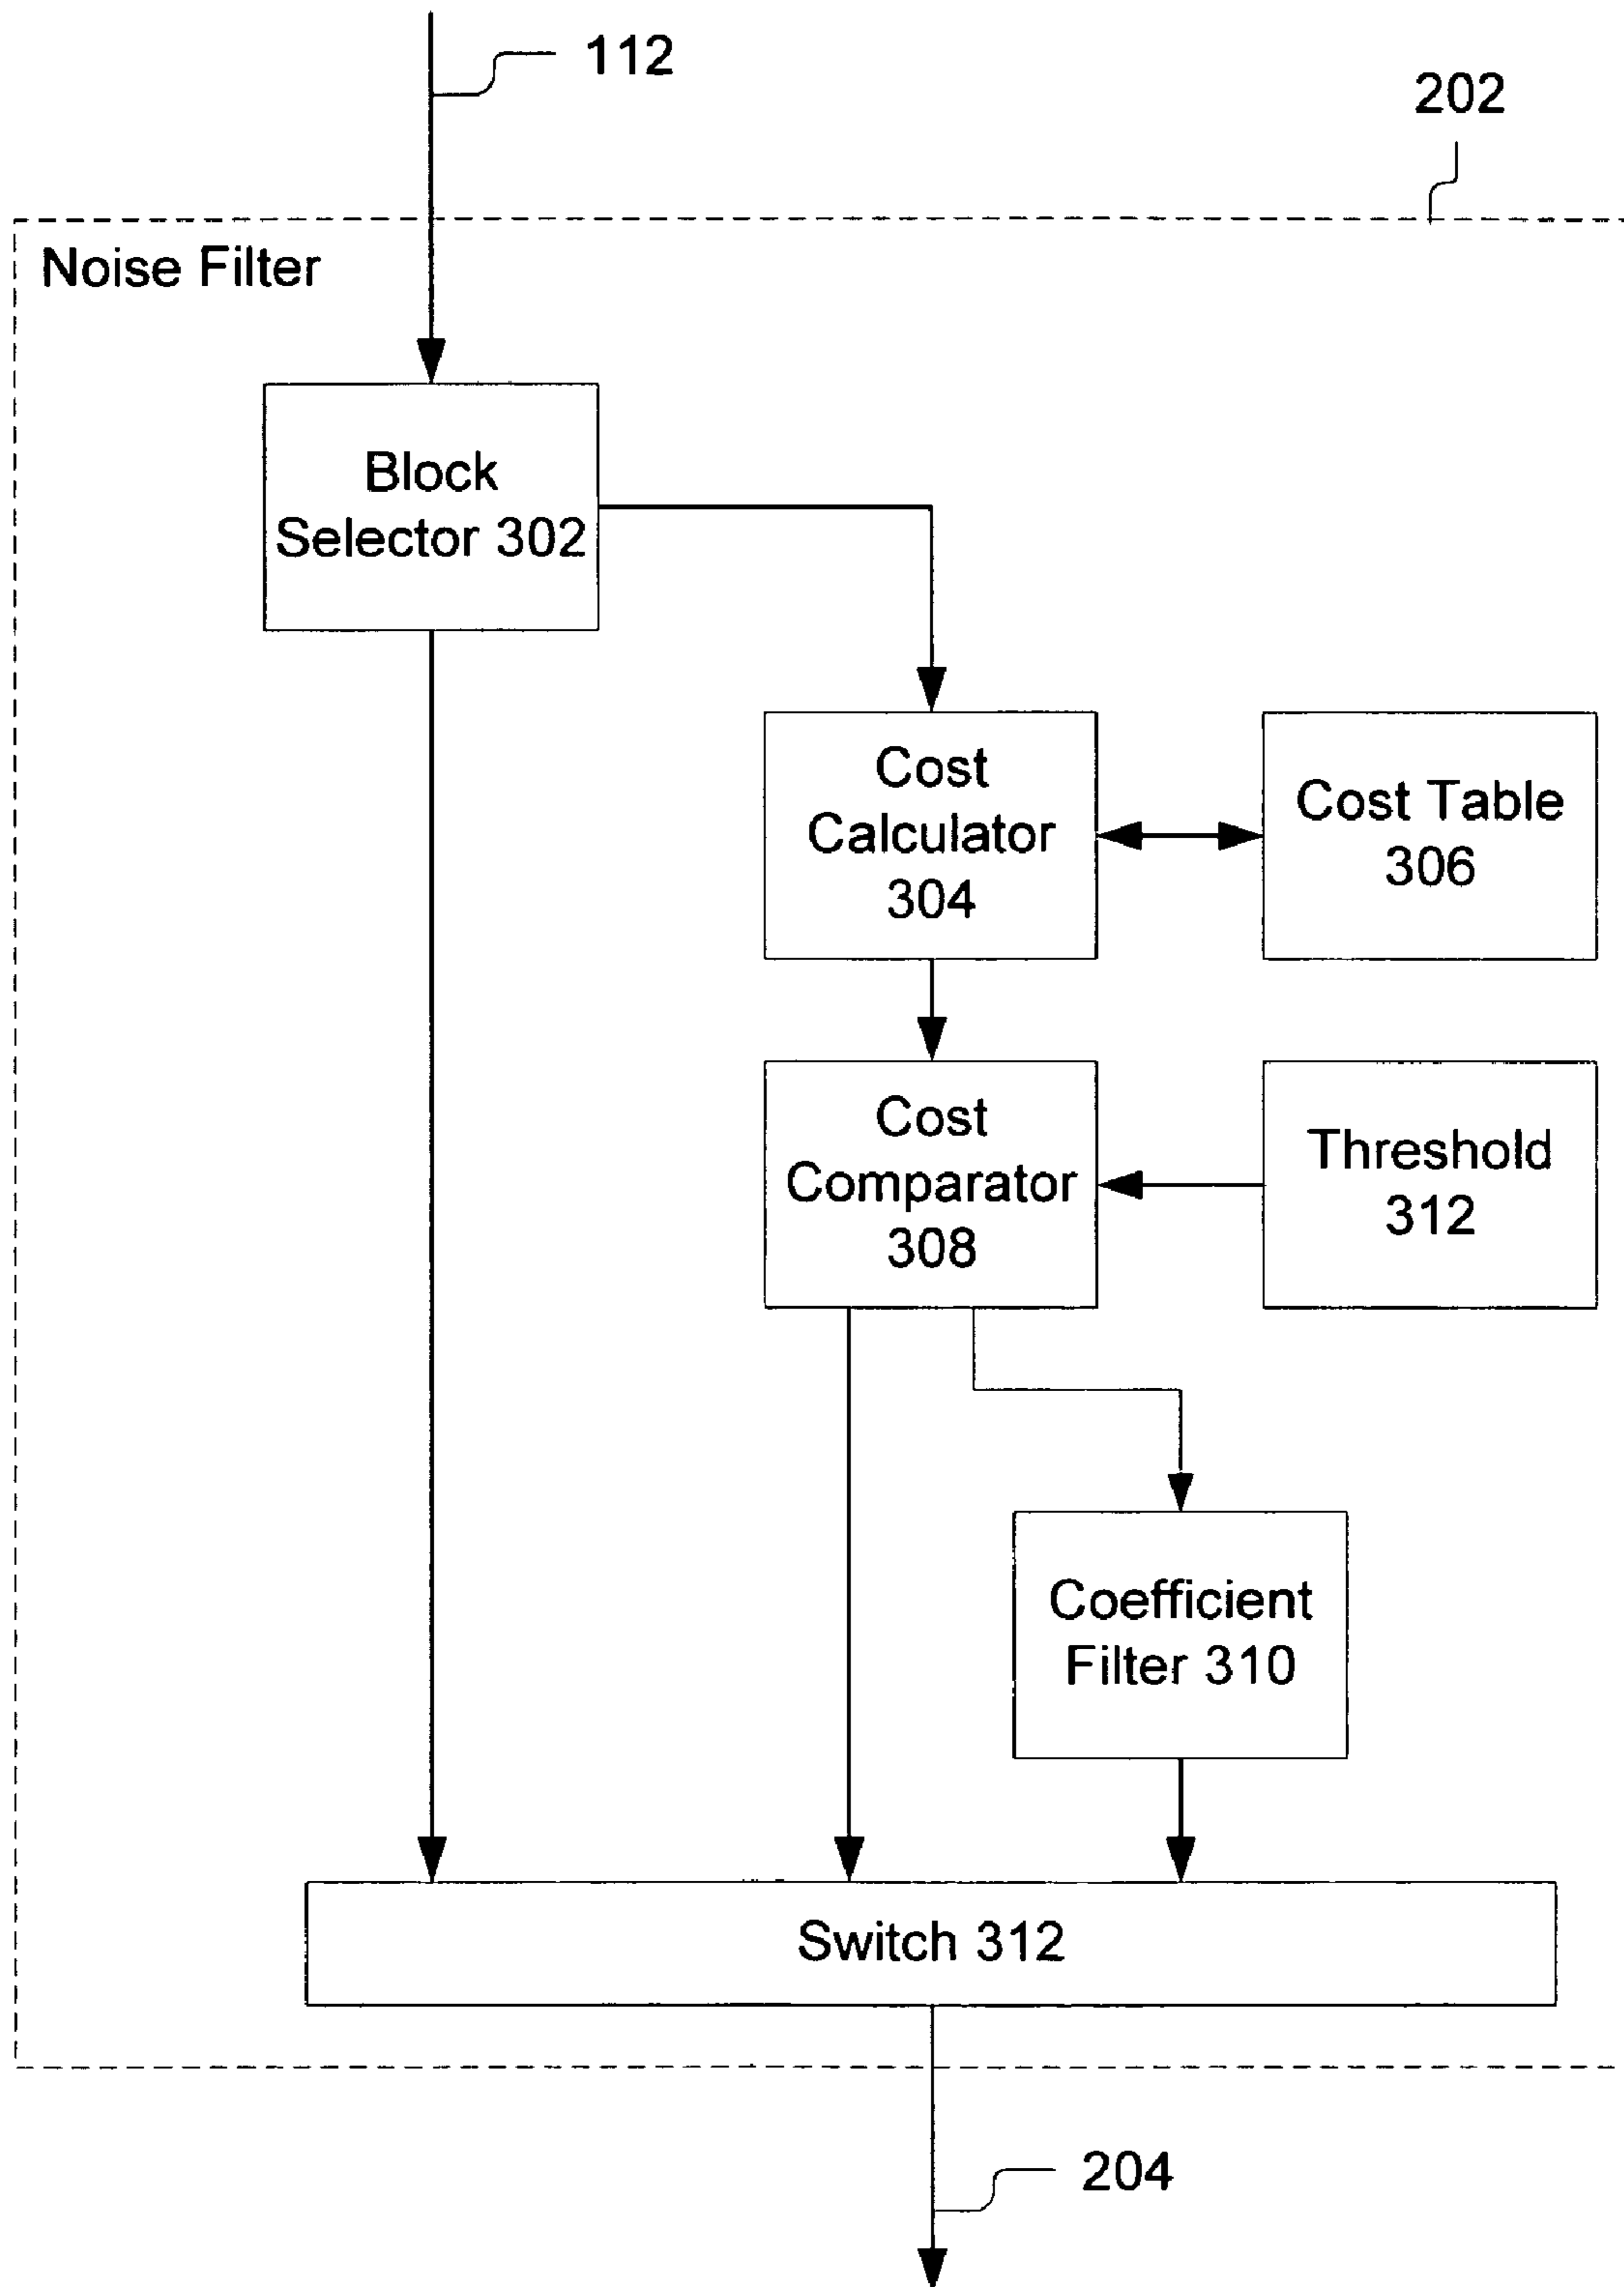 112
202
Noise Filter
Block
Selector 302
Cost
Calculator
304
Cost Table
306
Cost
Comparator
308
Threshold
312
Coefficient
Filter 310
Switch 312
204